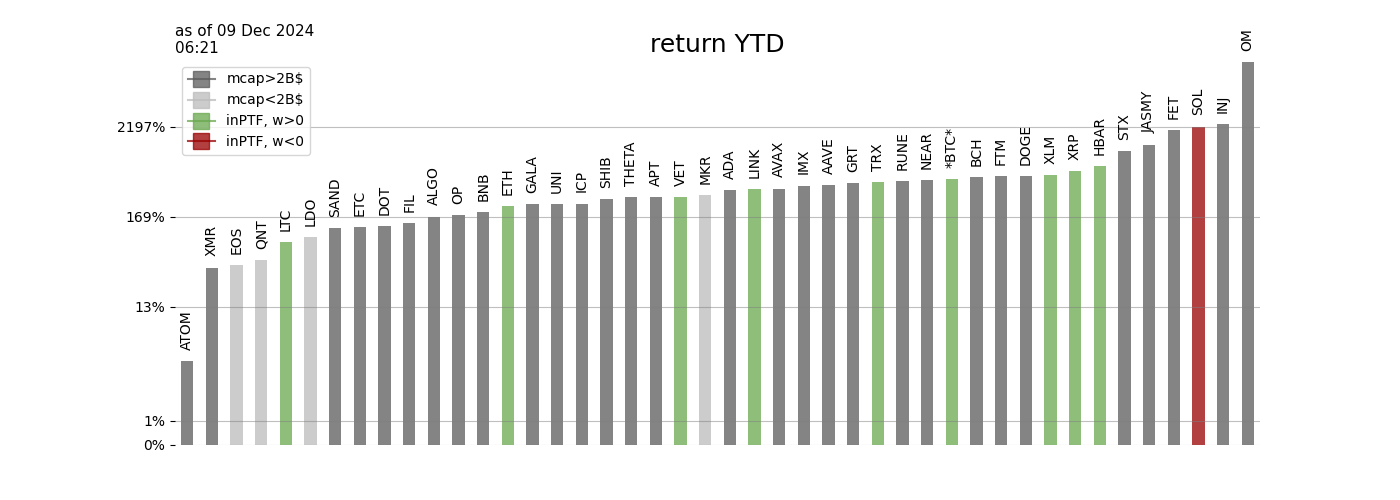 as of 09 Dec 2024
06:21
return YTD
mcap>2B$
mcap<2B$
inPTF, w>0
inPTF, w<0
2197%
169%
13%
1%
0%
ATOM
XMR
EOS
QNT
LTC
LDO
SAND
ETC
DOT
FIL
ALGO
OP
BNB
ETH
GALA
UNI
ICP
SHIB
THETA
APT
VET
MKR
ADA
LINK
AVAX
IMX
AAVE
GRT
TRX
RUNE
NEAR
*BTC*
BCH
FTM
DOGE
XLM
XRP
HBAR
STX
JASMY
FET
SOL
INJ
OM